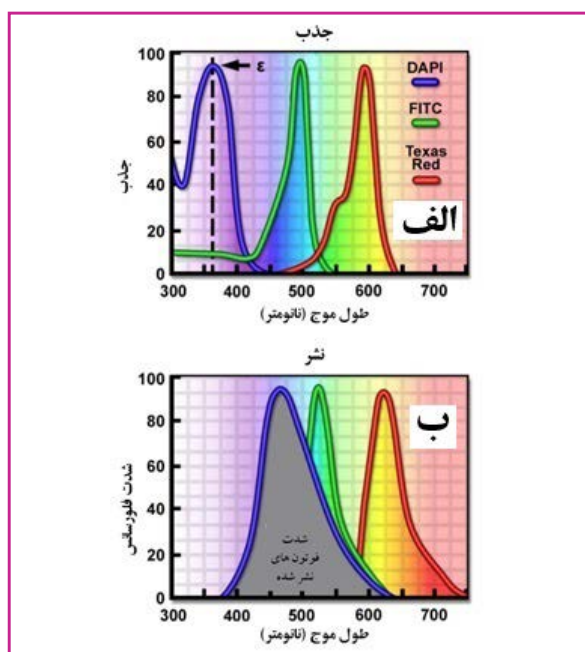 جذب
100
80
60
40
20
0
جذب
ε
DAPI
FITC
Texas
Red
الف
300 400 500 600 700
طول موج (نانومتر)
نشر
100
80
60
40
20
0
شدت فلورسانس
ب
شدت
فوتون های
نشر شده
300 400 500 600 700
طول موج (نانومتر)